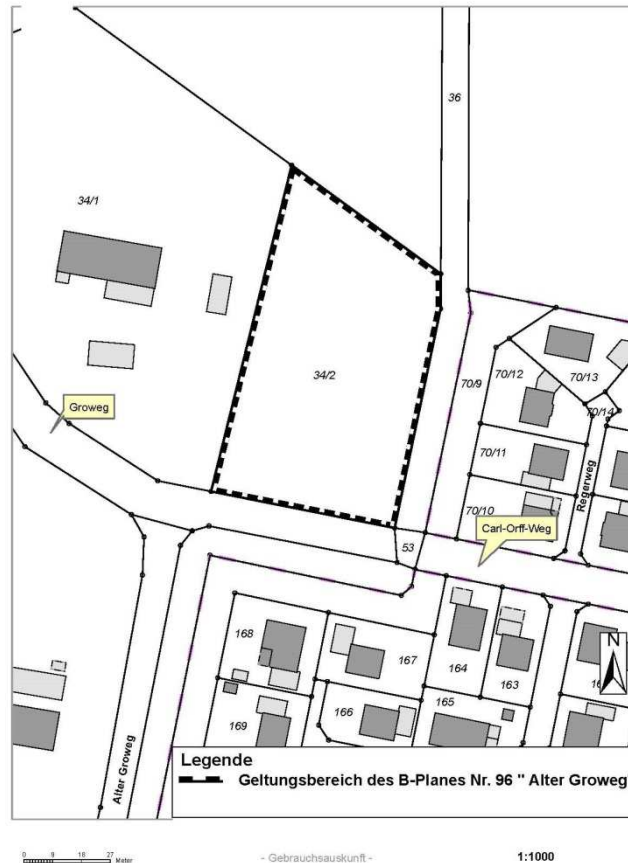 36
34/1
34/2
70/9
70/12
70/13
70/14
Groweg
70/11
Regerweg
70/10
Carl-Orff-Weg
53
N
168
167
164
163
169
166
165
Alter Groweg
Legende
Geltungsbereich des B-Planes Nr. 96 " Alter Groweg
0 9 18 27
Meter
- Gebrauchsauskunft -
1:1000